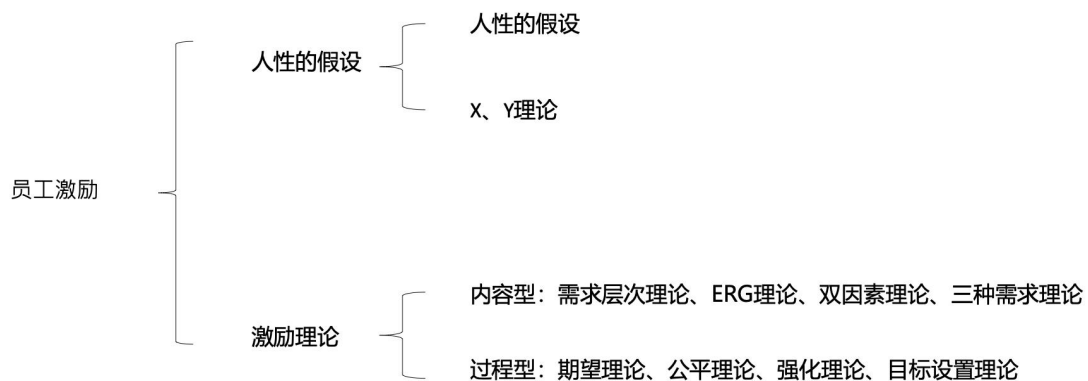 人性的假设
人性的假设
X、Y理论
员工激励
内容型：需求层次理论、ERG理论、双因素理论、三种需求理论
激励理论
过程型：期望理论、公平理论、强化理论、目标设置理论